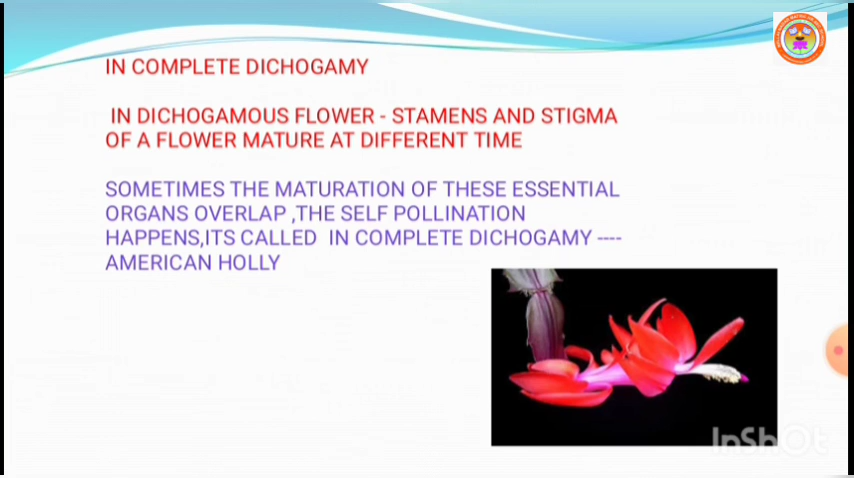 IN COMPLETE DICHOGAMY
IN DICHOGAMOUS FLOWER - STAMENS AND STIGMA
OF A FLOWER MATURE AT DIFFERENT TIME
SOMETIMES THE MATURATION OF THESE ESSENTIAL
ORGANS OVERLAP ,THE SELF POLLINATION
HAPPENS,ITS CALLED IN COMPLETE DICHOGAMY ----
AMERICAN HOLLY
InShOt